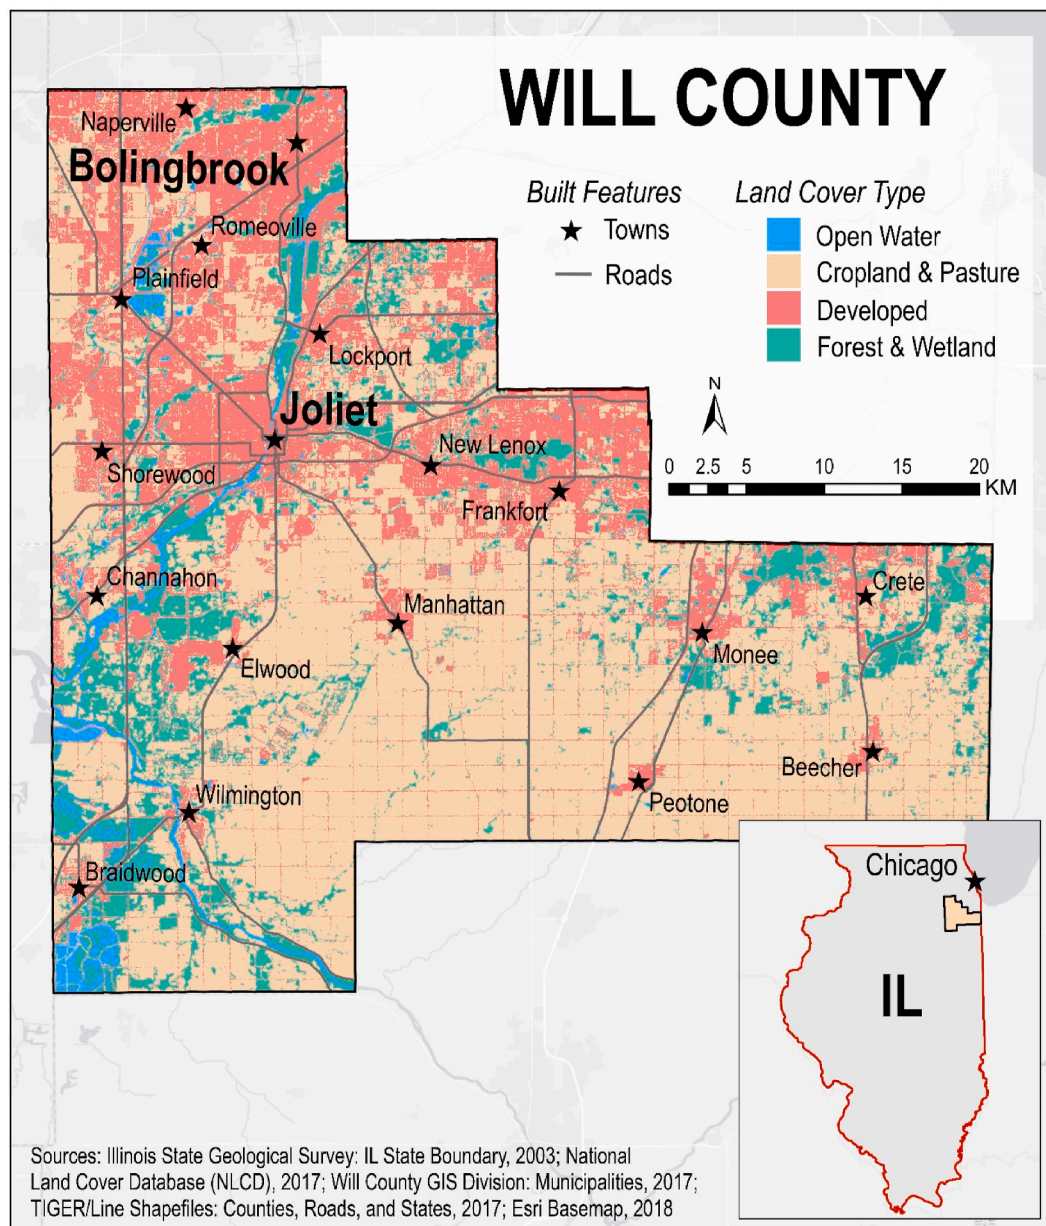 WILL COUNTY
Naperville
Bolingbrook
Built Features
Land Cover Type
Towns
Roads
Open Water
Cropland & Pasture
Developed
Forest & Wetland
Romeoville
Plainfield
Lockport
Joliet
N
0 2.5 5 10 15 20
KM
New Lenox
Shorewood
Frankfort
Channahon
Manhattan
Crete
Elwood
Monee
Beecher
Wilmington
Peotone
Braidwood
Chicago
IL
Sources: Illinois State Geological Survey: IL State Boundary, 2003; National
Land Cover Database (NLCD), 2017; Will County GIS Division: Municipalities, 2017;
TIGER/Line Shapefiles: Counties, Roads, and States, 2017; Esri Basemap, 2018